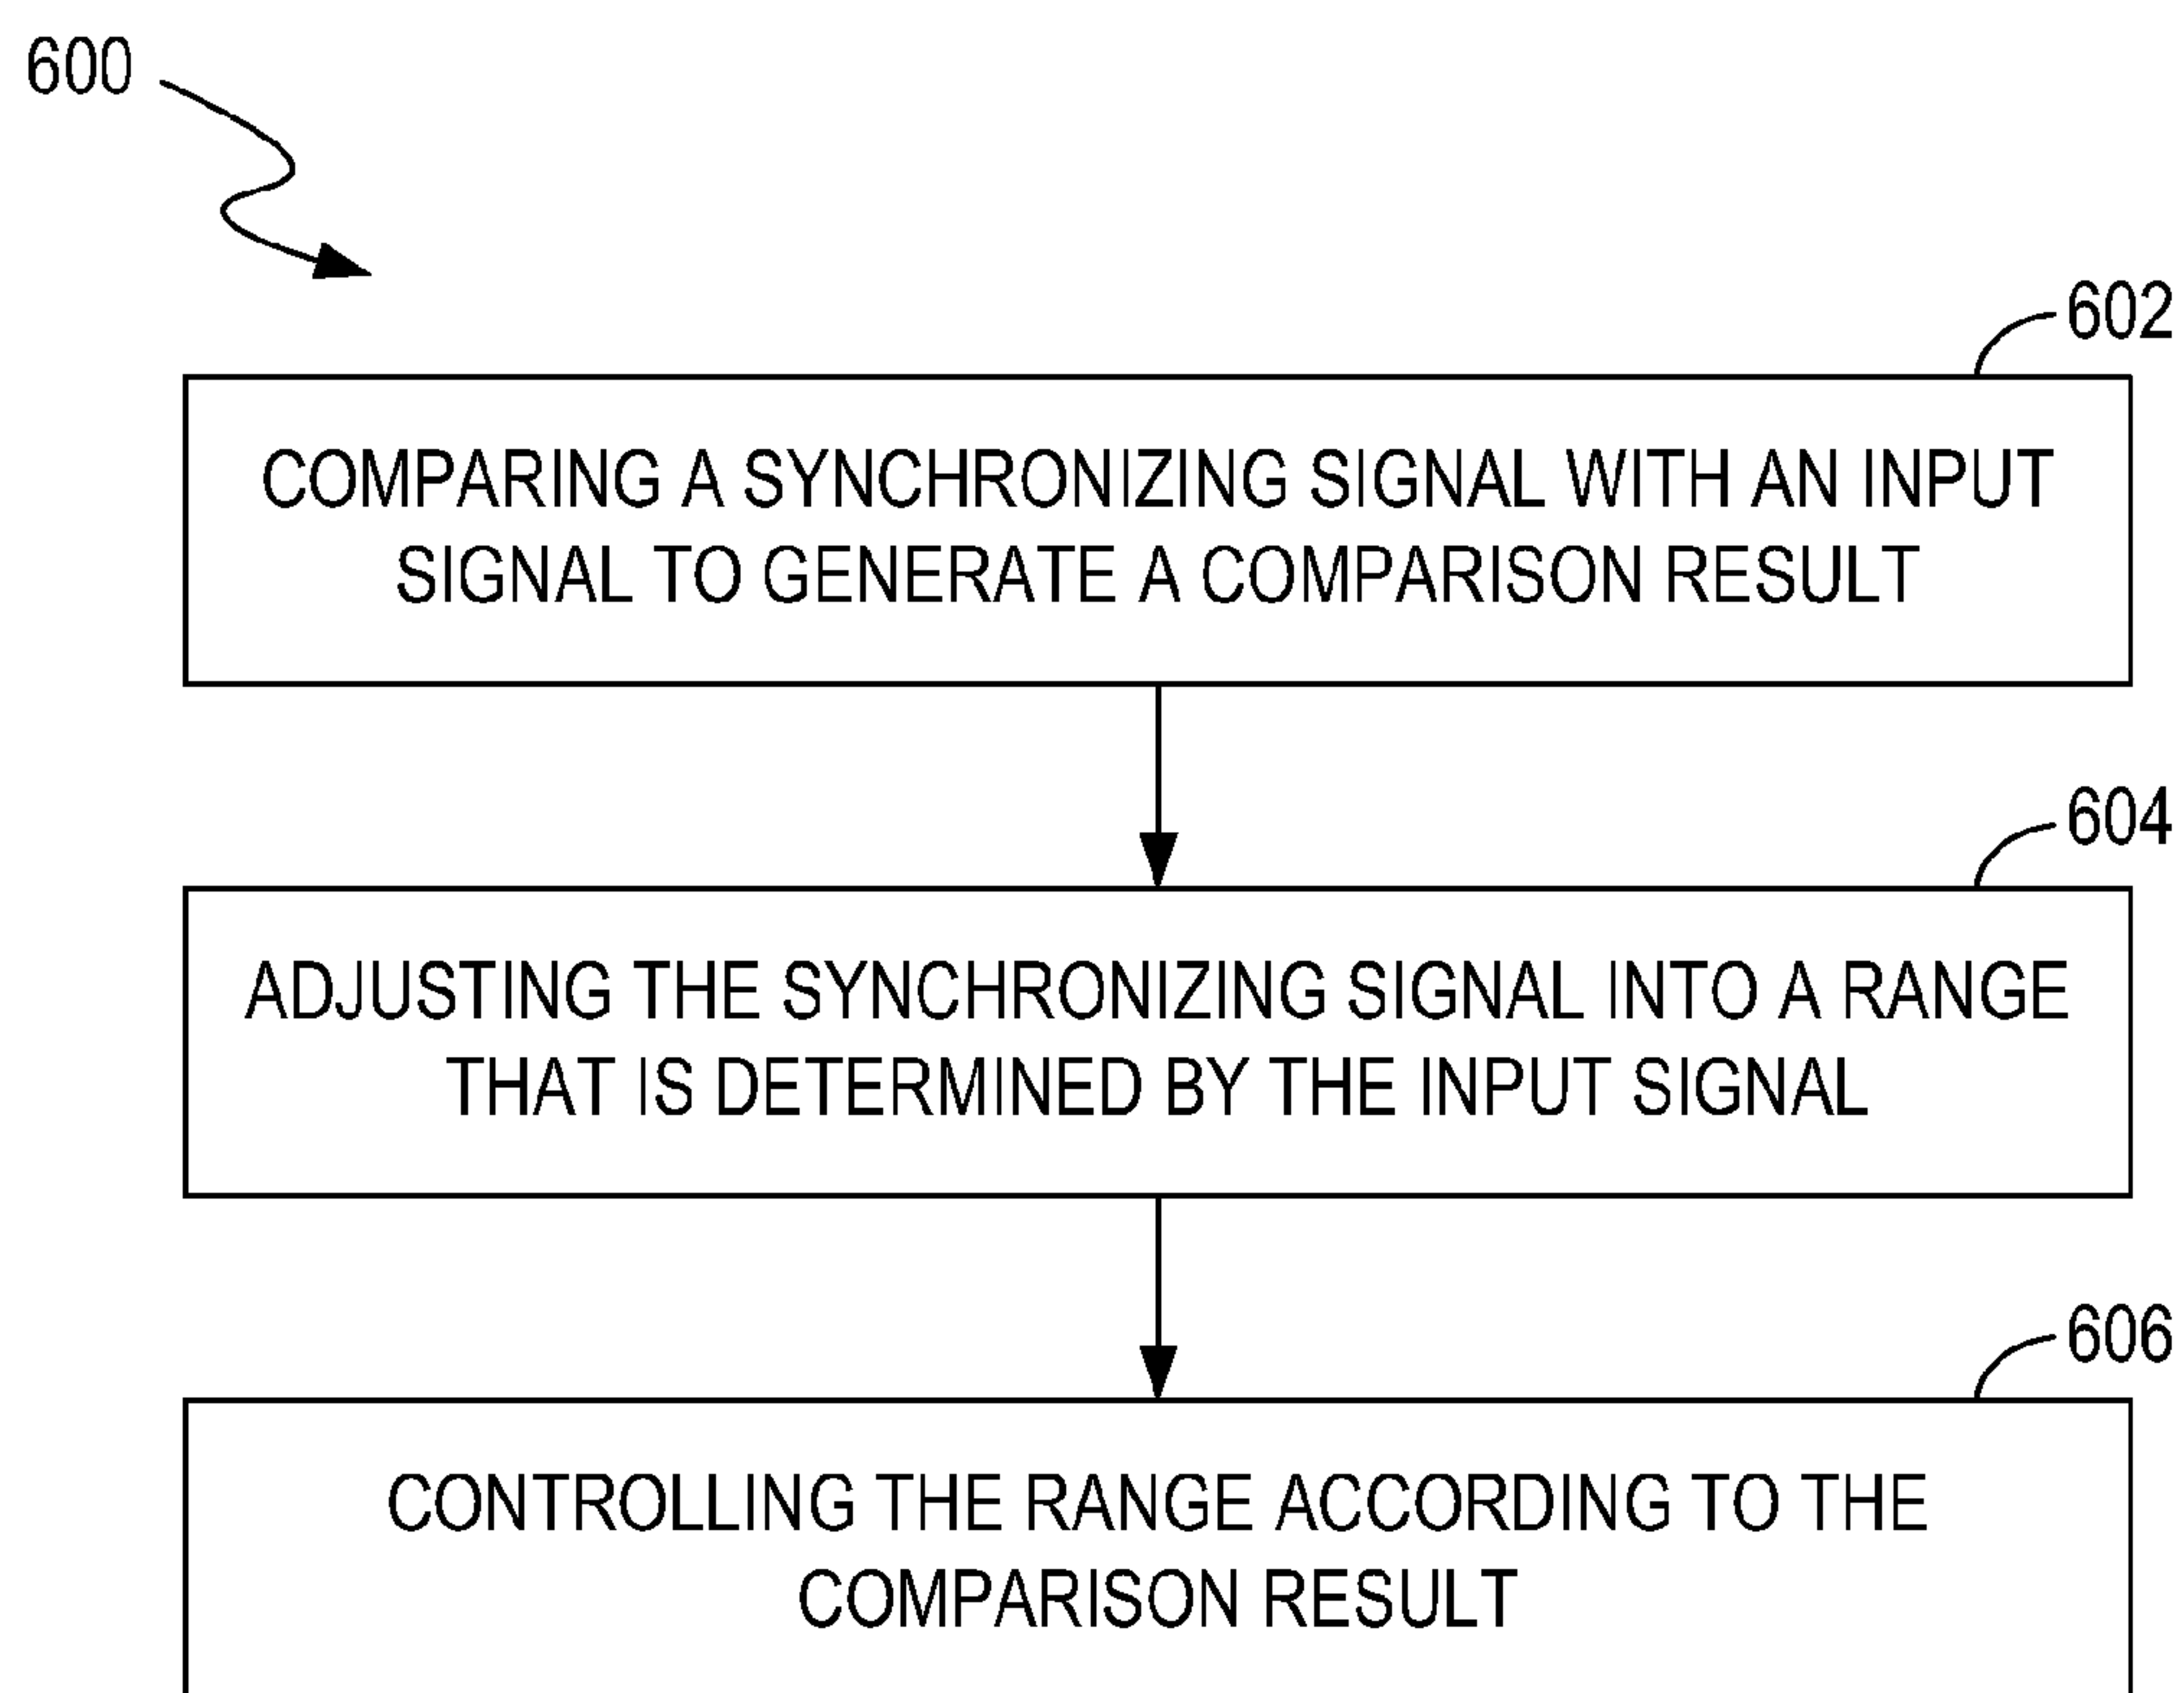 600
602
COMPARING A SYNCHRONIZING SIGNAL WITH AN INPUT
SIGNAL TO GENERATE A COMPARISON RESULT
604
ADJUSTING THE SYNCHRONIZING SIGNAL INTO A RANGE
THAT IS DETERMINED BY THE INPUT SIGNAL
606
CONTROLLING THE RANGE ACCORDING TO THE
COMPARISON RESULT